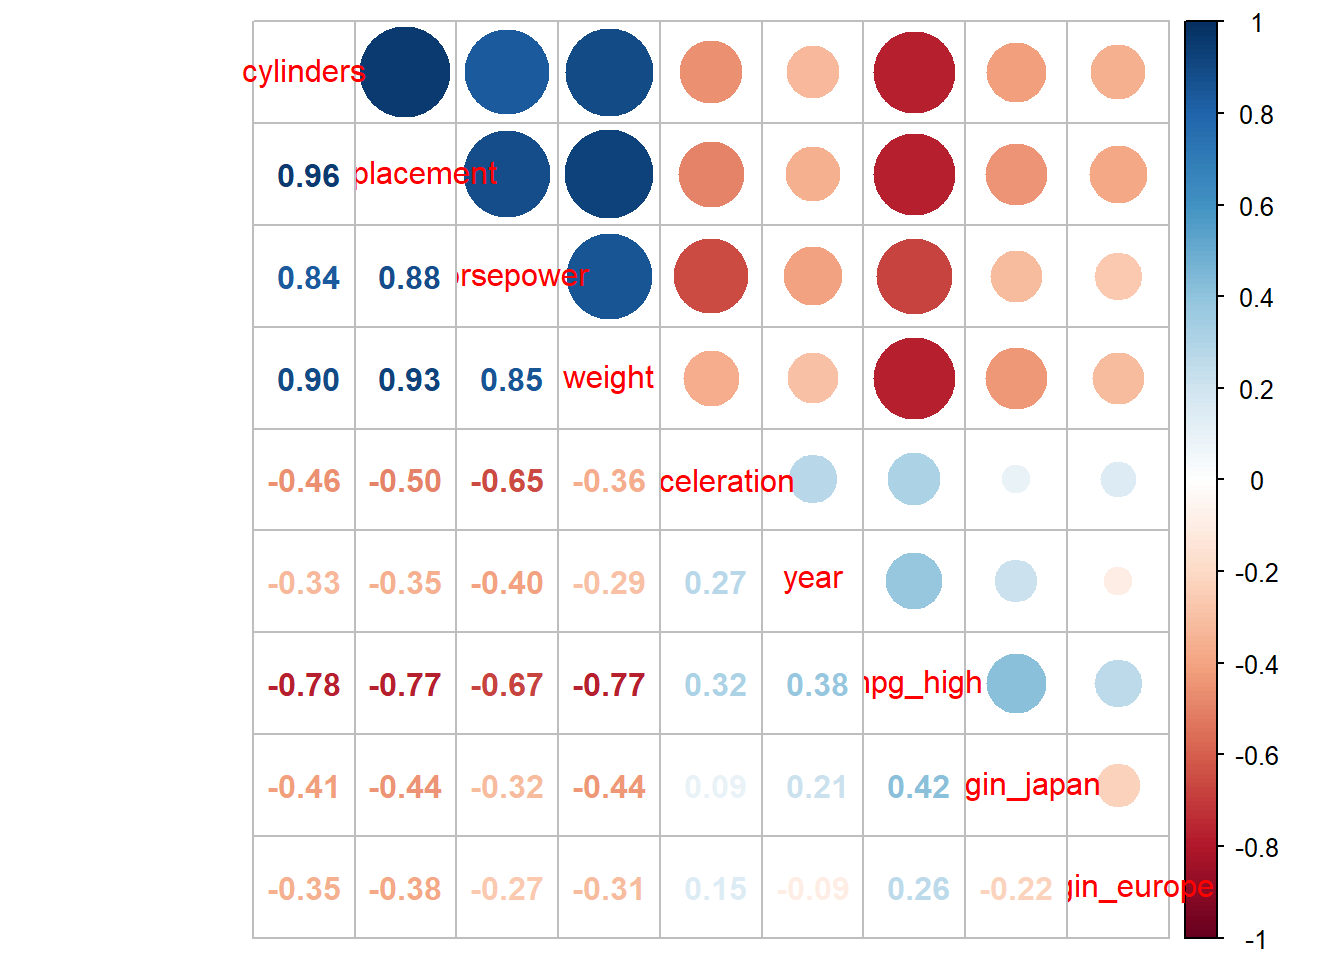 cylinders 1
0.96 placement 0.8
0.84 0.88 rsepower 0.6
0.90 0.93 0.85 weight 0.4
0.2
-0.46 -0.50 -0.65 -0.36 celeration 0
-0.33 -0.35 -0.40 -0.29 0.27 year -0.2
-0.78 -0.77 -0.67 -0.77 0.32 0.38 mpg_high -0.4
-0.41 -0.44 -0.32 -0.44 0.09 0.21 0.42 gin_japan -0.6
-0.8
-0.35 -0.38 -0.27 -0.31 0.15 -0.09 0.26 -0.22 gin_europe
-1